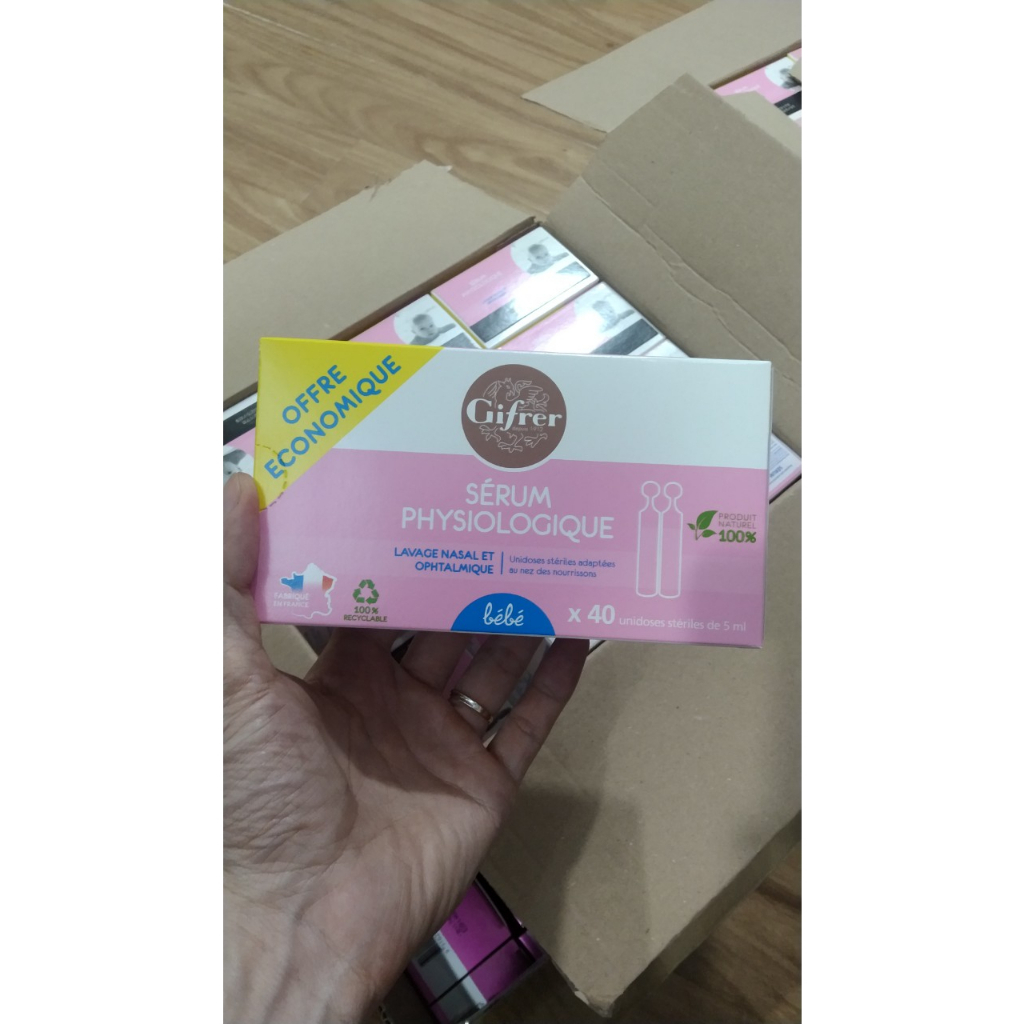 OFFRE
ECONOMIQUE
Gifrer
SÉRUM
PHYSIOLOGIQUE
LAVAGE NASAL ET
OPHTALMIQUE
Unidoses stériles adaptées
au nez des nourrissons
PRODUIT
NATUREL
100%
FABRIQUÉ
EN FRANCE
100%
RECYCLABLE
bébé
x 40 unidoses stériles de 5 ml